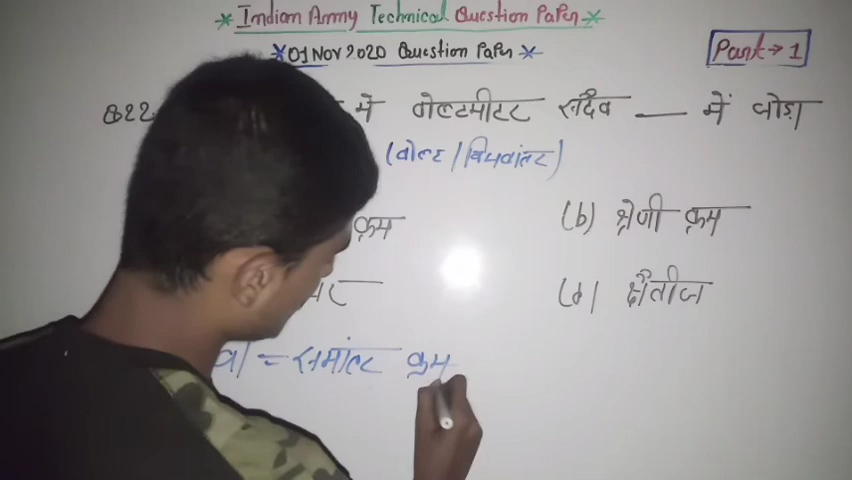 * Indian Army Technical Question Paper *
* 01 NOV 2020 Question Paper *
Part → 1
Q22 में वोल्टमीटर सदैव — में जोड़ा
(वोल्ट / विभवांतर)
क्रम
(b) श्रेणी क्रम
(d) क्षैतीज
= समांतर क्रम